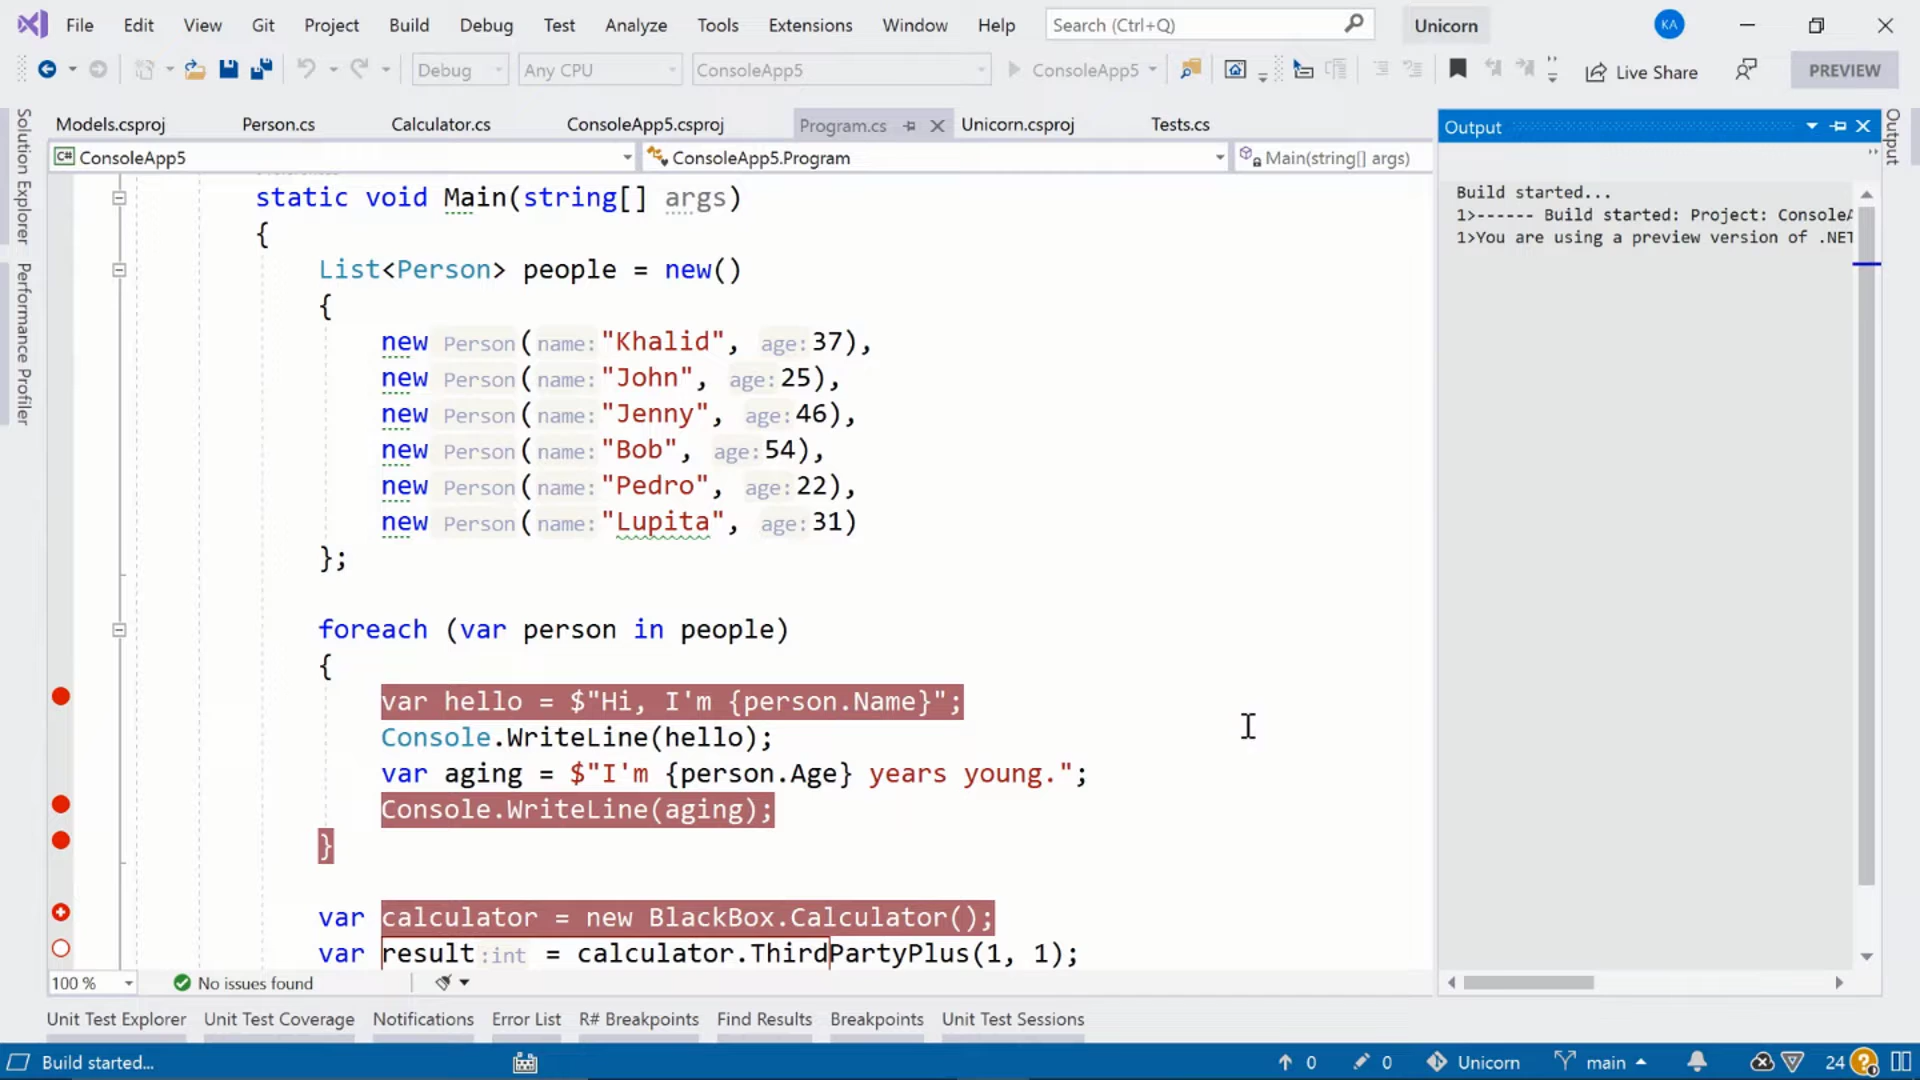 File Edit View Git Project Build Debug Test Analyze Tools Extensions Window Help Search (Ctrl+Q) Unicorn KA
Debug Any CPU ConsoleApp5 ConsoleApp5 Live Share PREVIEW
Models.csproj Person.cs Calculator.cs ConsoleApp5.csproj Program.cs Unicorn.csproj Tests.cs
C# ConsoleApp5 ConsoleApp5.Program Main(string[] args)
Solution Explorer
Performance Profiler
static void Main(string[] args)
{
List<Person> people = new()
{
new Person(name:"Khalid", age:37),
new Person(name:"John", age:25),
new Person(name:"Jenny", age:46),
new Person(name:"Bob", age:54),
new Person(name:"Pedro", age:22),
new Person(name:"Lupita", age:31)
};
foreach (var person in people)
{
var hello = $"Hi, I'm {person.Name}";
Console.WriteLine(hello);
var aging = $"I'm {person.Age} years young.";
Console.WriteLine(aging);
}
var calculator = new BlackBox.Calculator();
var result:int = calculator.ThirdPartyPlus(1, 1);
100 % No issues found
Output
Build started...
1>------ Build started: Project: ConsoleA
1>You are using a preview version of .NET
Output
Unit Test Explorer Unit Test Coverage Notifications Error List R# Breakpoints Find Results Breakpoints Unit Test Sessions
Build started... 0 0 Unicorn main 24